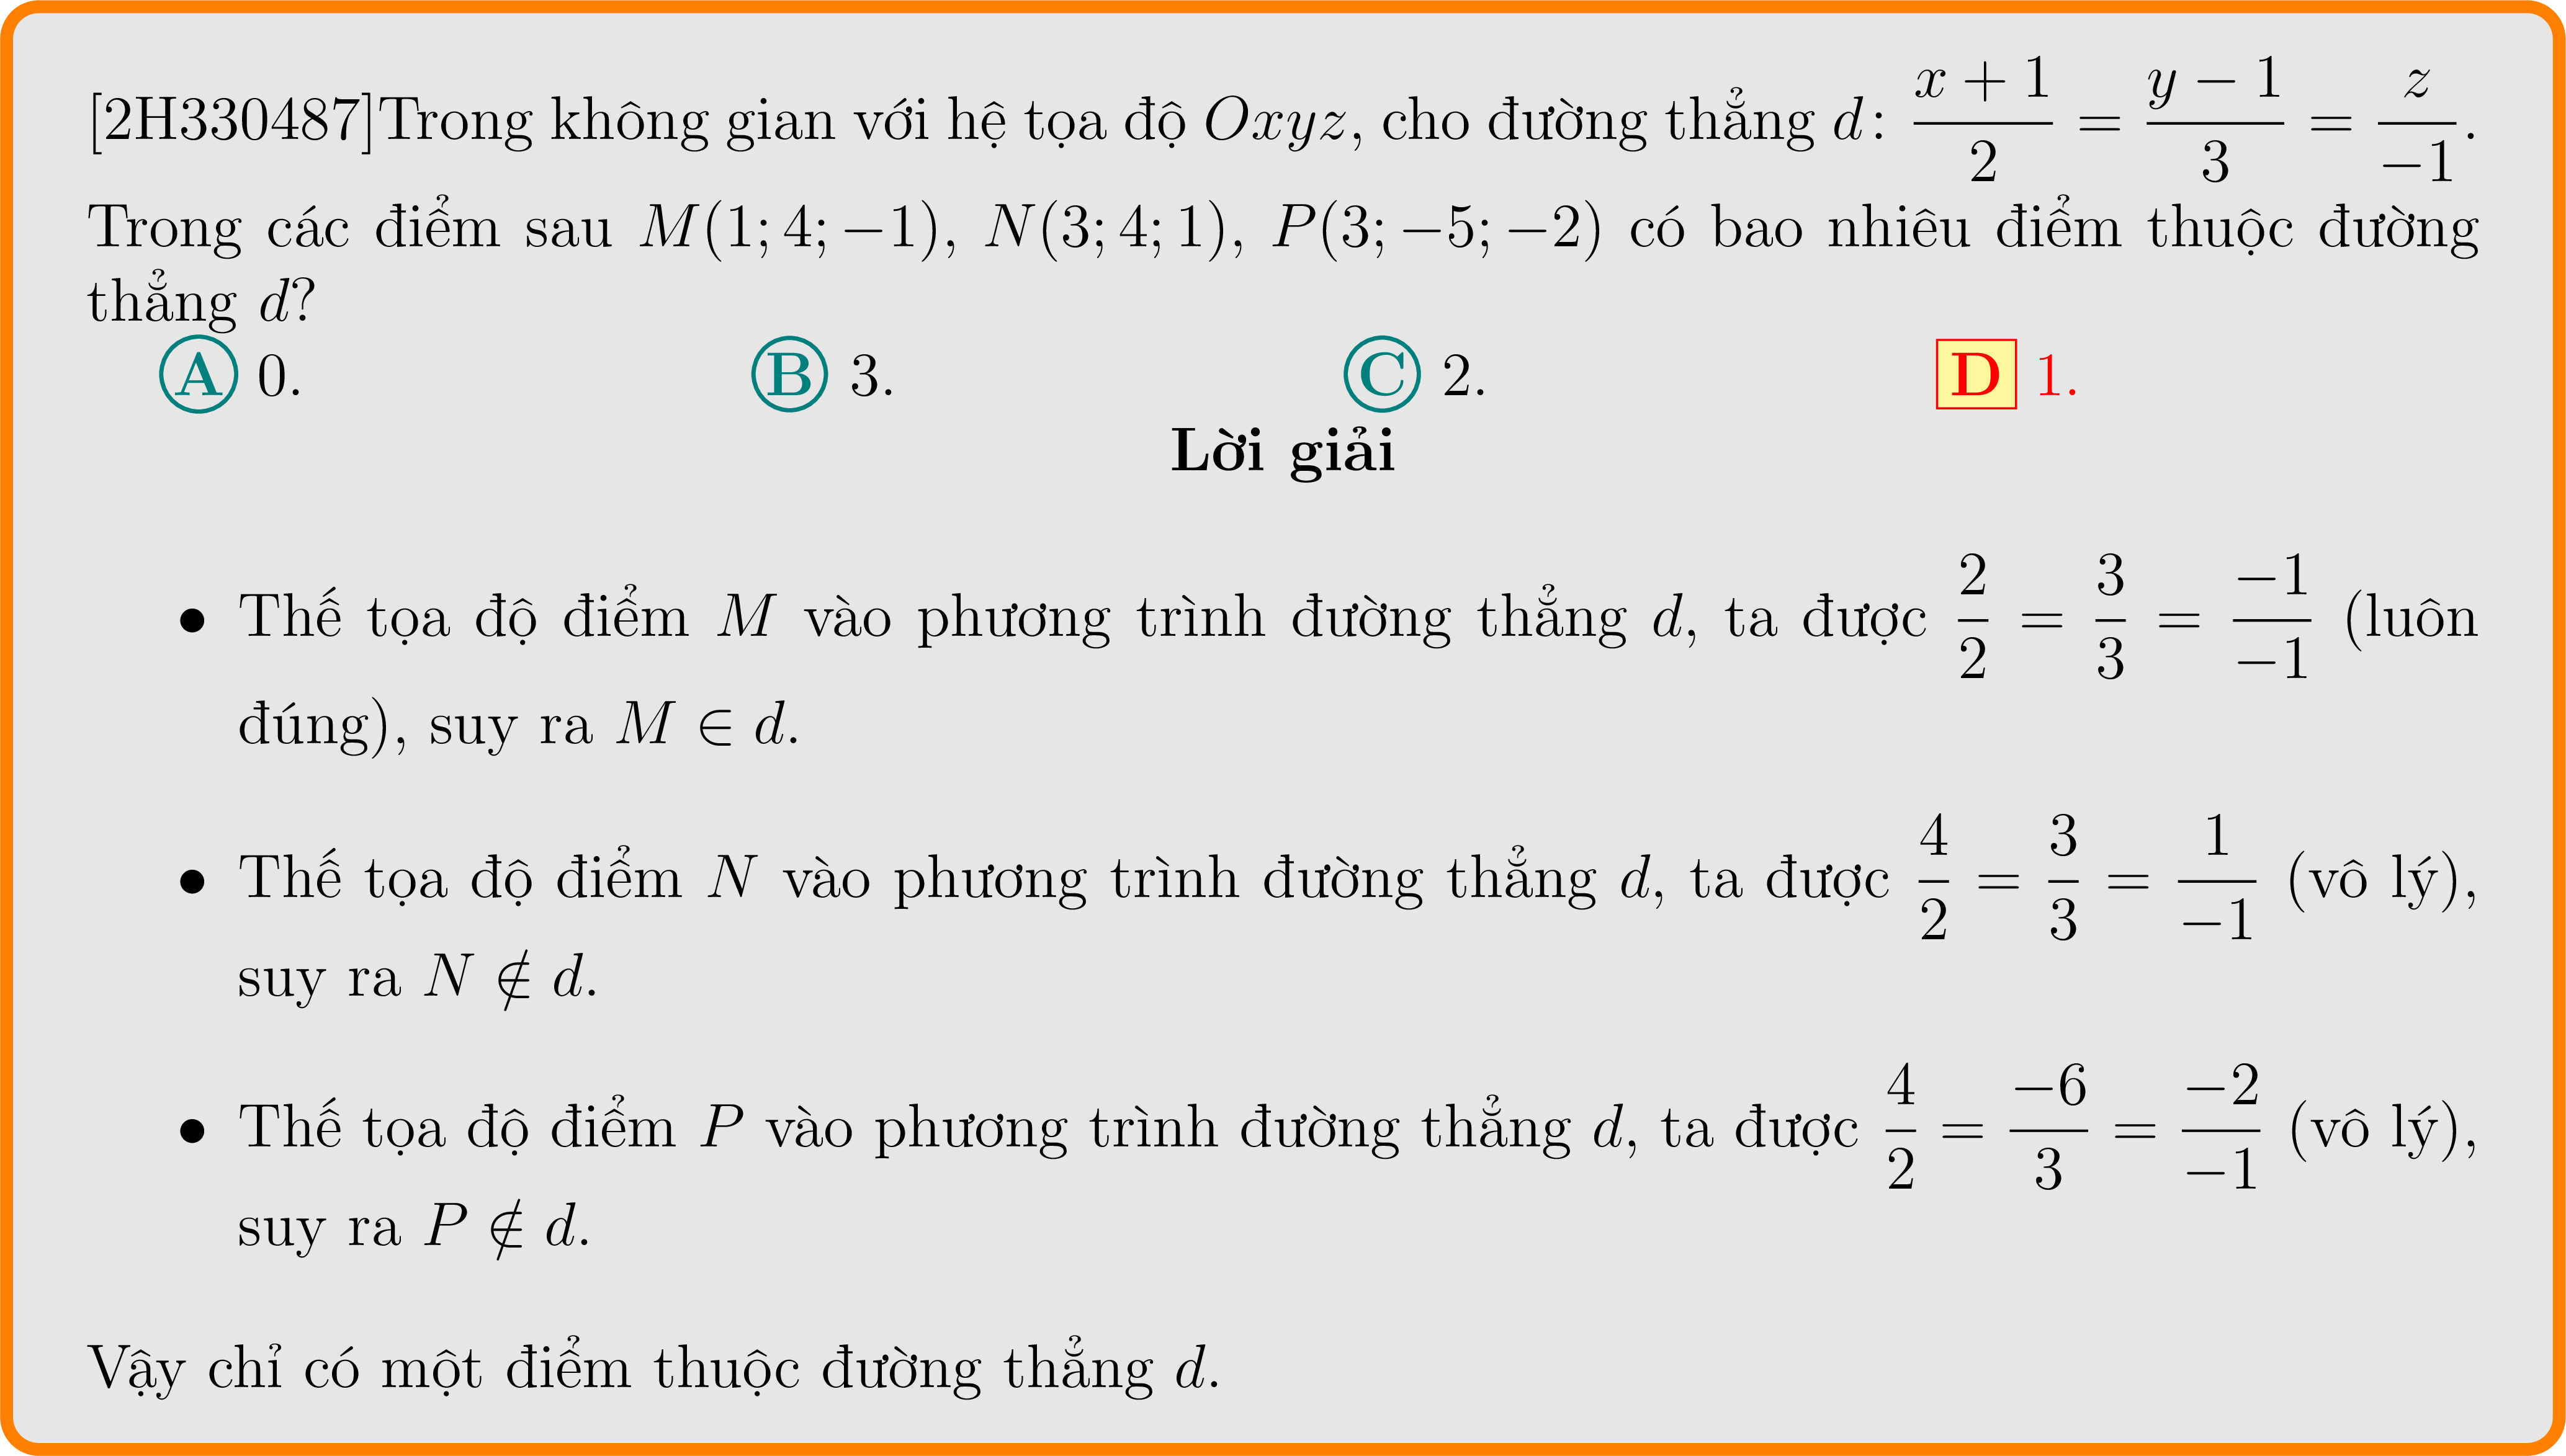 [2H330487]Trong không gian với hệ tọa độ Oxyz, cho đường thẳng d: \frac{x+1}{2} = \frac{y-1}{3} = \frac{z}{-1}.
Trong các điểm sau M(1; 4; −1), N(3; 4; 1), P(3; −5; −2) có bao nhiêu điểm thuộc đường
thẳng d?
A 0. B 3. C 2. D 1.
Lời giải
• Thế tọa độ điểm M vào phương trình đường thẳng d, ta được \frac{2}{2} = \frac{3}{3} = \frac{-1}{-1} (luôn
đúng), suy ra M ∈ d.
• Thế tọa độ điểm N vào phương trình đường thẳng d, ta được \frac{4}{2} = \frac{3}{3} = \frac{1}{-1} (vô lý),
suy ra N ∉ d.
• Thế tọa độ điểm P vào phương trình đường thẳng d, ta được \frac{4}{2} = \frac{-6}{3} = \frac{-2}{-1} (vô lý),
suy ra P ∉ d.
Vậy chỉ có một điểm thuộc đường thẳng d.